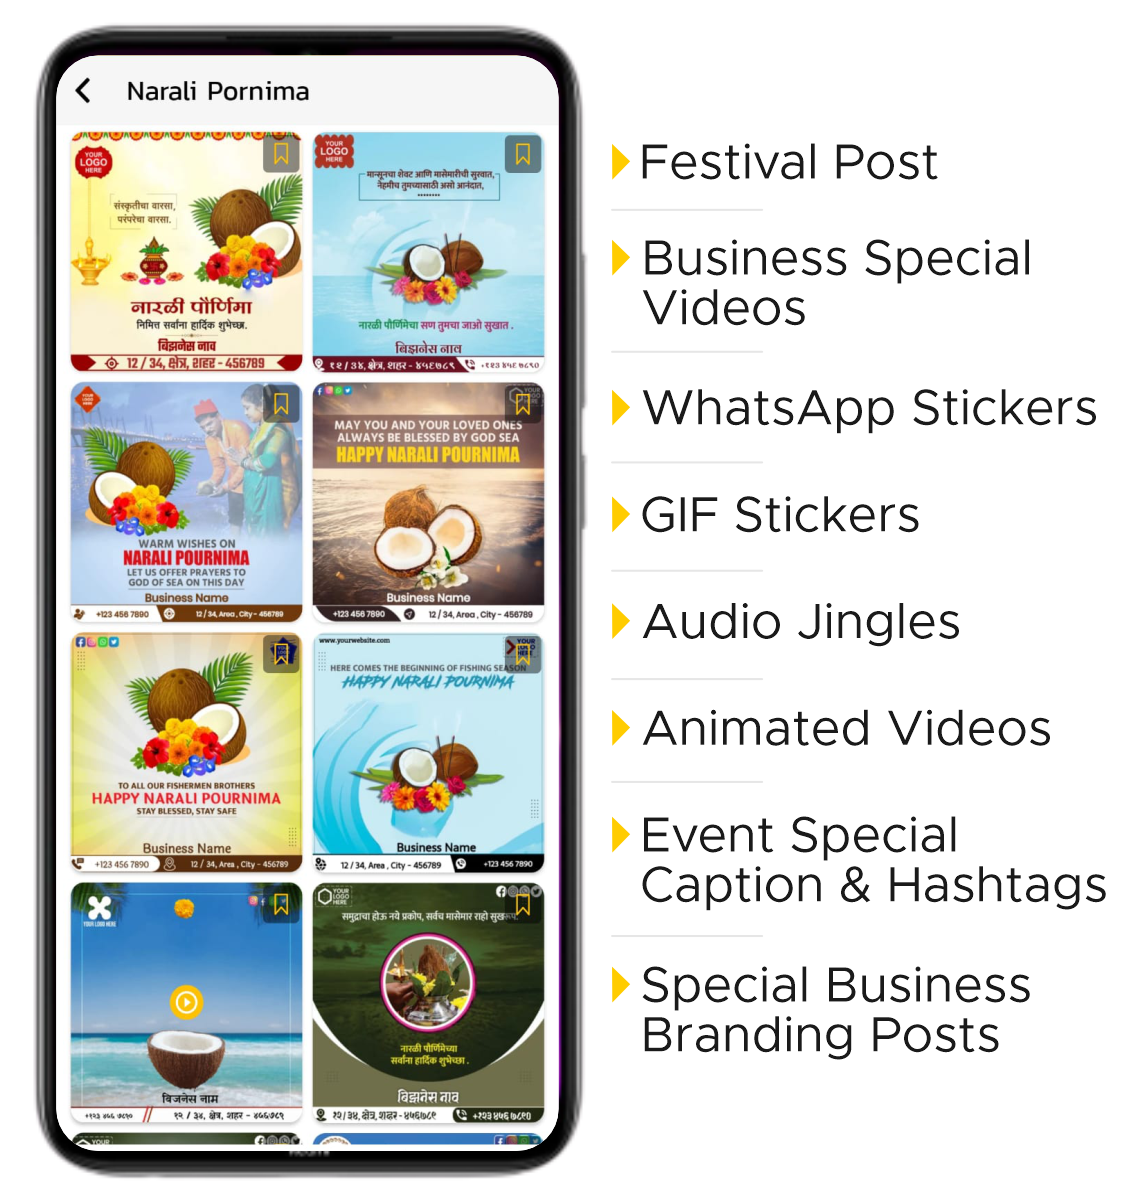 Narali Pornima
YOUR
LOGO
HERE
संस्कृतीचा वारसा,
परंपरेचा वारसा.
नारळी पौर्णिमा
निमित्त सर्वांना हार्दिक शुभेच्छा.
बिझनेस नाव
12 / 34, क्षेत्र, शहर - 456789
YOUR
LOGO
HERE
मान्सूनचा शेवट आणि मासेमारीची सुरवात,
नेहमीच तुमच्यासाठी असो आनंदात,
नारळी पौर्णिमेचा सण तुमचा जाओ सुखात .
बिझनेस नाव
१२ / ३४, क्षेत्र, शहर - ४५६७८९
+१२३ ४५६ ७८९०
YOUR
LOGO
HERE
WARM WISHES ON
NARALI POURNIMA
LET US OFFER PRAYERS TO
GOD OF SEA ON THIS DAY
Business Name
+123 456 7890
12 / 34, Area , City - 456789
YOUR
HERE
MAY YOU AND YOUR LOVED ONES
ALWAYS BE BLESSED BY GOD SEA
HAPPY NARALI POURNIMA
Business Name
+123 456 7890
12 / 34, Area , City - 456789
TO ALL OUR FISHERMEN BROTHERS
HAPPY NARALI POURNIMA
STAY BLESSED, STAY SAFE
Business Name
+123 456 7890
12 / 34, Area , City - 456789
www.yourwebsite.com
YOUR
HERE COMES THE BEGINNING OF FISHING SEASON
HAPPY NARALI POURNIMA
Business Name
12 / 34, Area , City - 456789
+123 456 7890
YOUR LOGO HERE
बिजनेस नाम
+१२३ ४५६ ७८९०
१२ / ३४, क्षेत्र, शहर - ४५६७८९
YOUR
LOGO
HERE
समुद्राचा होऊ नये प्रकोप, सर्वच मासेमार राहो सुखरूप.
नारळी पौर्णिमेच्या
सर्वांना हार्दिक शुभेच्छा .
बिझनेस नाव
१२ / ३४, क्षेत्र, शहर - ४५६७८९
+१२३ ४५६ ७८९०
YOUR
Festival Post
Business Special
Videos
WhatsApp Stickers
GIF Stickers
Audio Jingles
Animated Videos
Event Special
Caption & Hashtags
Special Business
Branding Posts